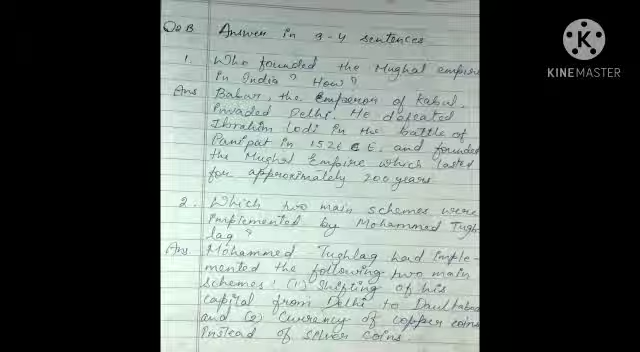 Q.B Answer in 3-4 sentences
1. Who founded the Mughal empire
in India? How?
Ans Babur, the Emperor of Kabul.
Invaded Delhi. He defeated
Ibrahim Lodi in the battle of
Panipat in 1526 C E. and founded
the Mughal Empire which lasted
for approximately 200 years
2. Which two main schemes were
implemented by Mohammed Tugh
lag?
Ans. Mohammed Tughlag had imple-
mented the following two main
schemes: (1) Shifting of his
capital from Delhi to Daultabad
and (2) Currency of copper coins
instead of silver coins.
KINEMASTER